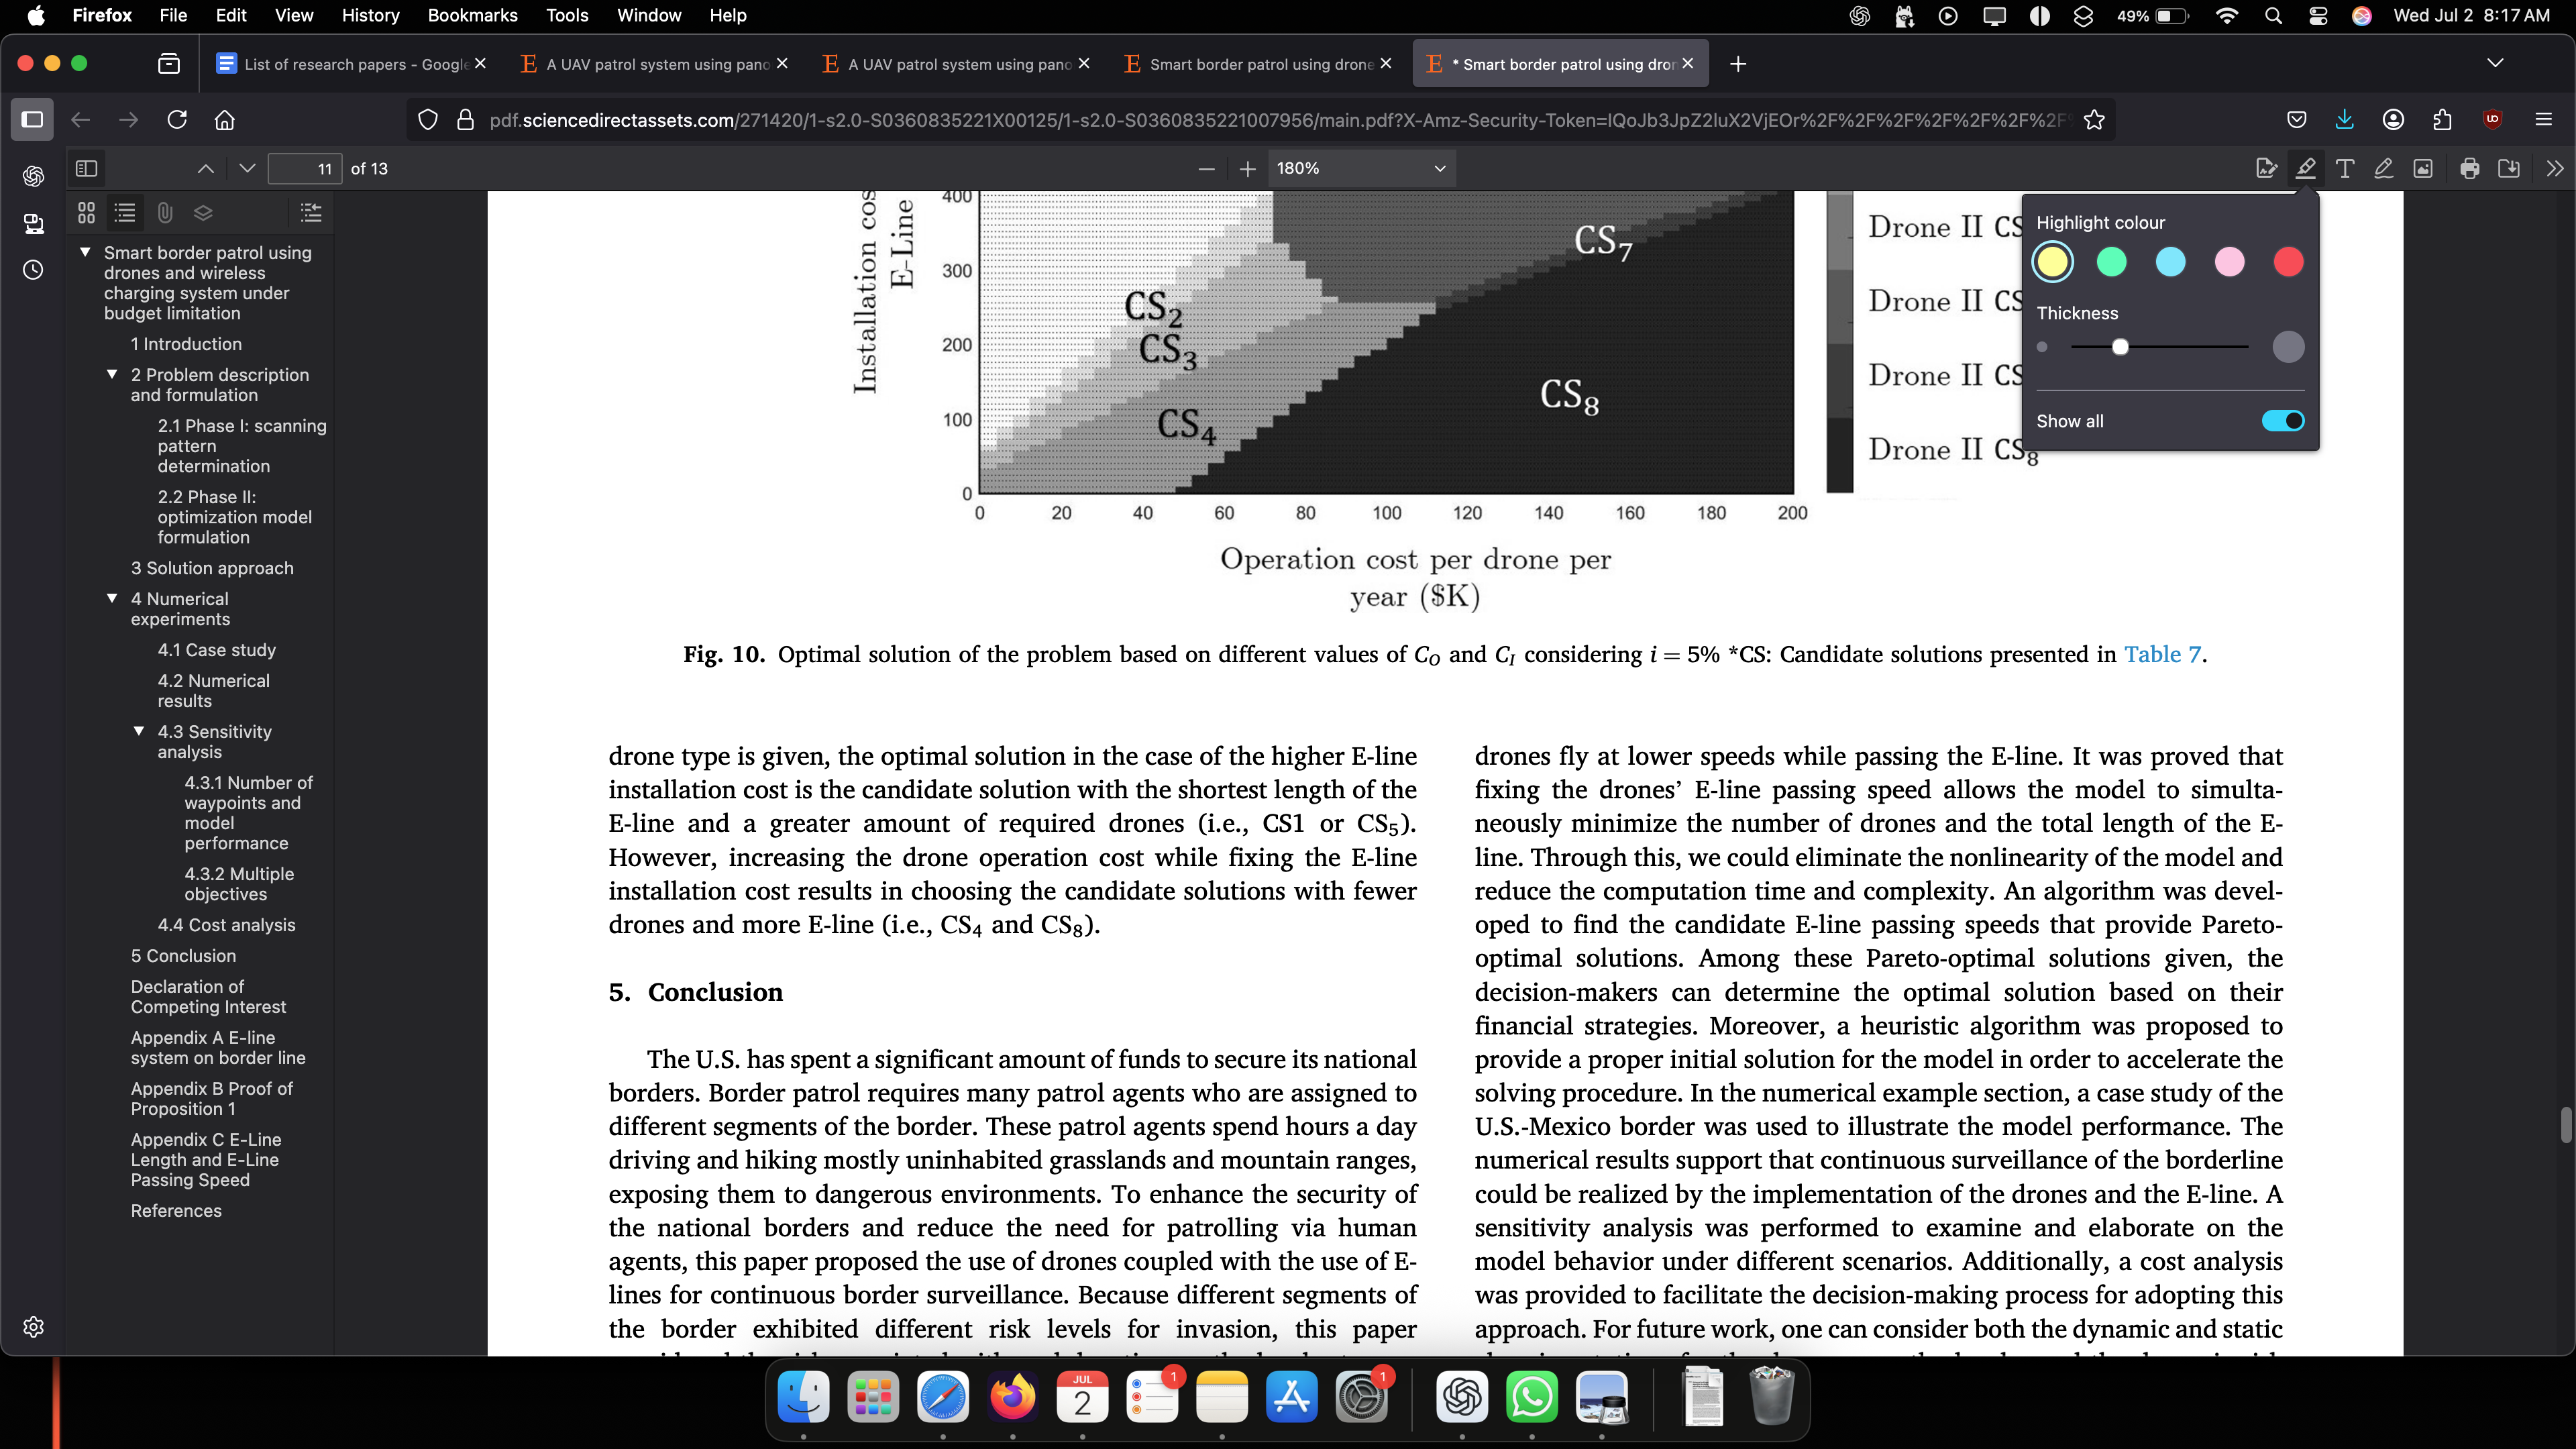 Firefox File Edit View History Bookmarks Tools Window Help 49% Wed Jul 2 8:17 AM
List of research papers - Google
A UAV patrol system using pano
A UAV patrol system using pano
Smart border patrol using drone
* Smart border patrol using dron
pdf.sciencedirectassets.com/271420/1-s2.0-S0360835221X00125/1-s2.0-S0360835221007956/main.pdf?X-Amz-Security-Token=IQoJb3JpZ2luX2VjEOr%2F%2F%2F%2F%2F%2F%2F%2F
11 of 13
180%
Smart border patrol using
drones and wireless
charging system under
budget limitation
1 Introduction
2 Problem description
and formulation
2.1 Phase I: scanning
pattern
determination
2.2 Phase II:
optimization model
formulation
3 Solution approach
4 Numerical
experiments
4.1 Case study
4.2 Numerical
results
4.3 Sensitivity
analysis
4.3.1 Number of
waypoints and
model
performance
4.3.2 Multiple
objectives
4.4 Cost analysis
5 Conclusion
Declaration of
Competing Interest
Appendix A E-line
system on border line
Appendix B Proof of
Proposition 1
Appendix C E-Line
Length and E-Line
Passing Speed
References
Installation cos
E-Line
400
300
200
100
0
0 20 40 60 80 100 120 140 160 180 200
CS2
CS3
CS4
CS7
CS8
Operation cost per drone per
year ($K)
Drone II CS
Drone II CS
Drone II CS
Drone II CS8
Highlight colour
Thickness
Show all
Fig. 10. Optimal solution of the problem based on different values of CO and CI considering i = 5% *CS: Candidate solutions presented in Table 7.
drone type is given, the optimal solution in the case of the higher E-line
installation cost is the candidate solution with the shortest length of the
E-line and a greater amount of required drones (i.e., CS1 or CS5).
However, increasing the drone operation cost while fixing the E-line
installation cost results in choosing the candidate solutions with fewer
drones and more E-line (i.e., CS4 and CS8).
5. Conclusion
The U.S. has spent a significant amount of funds to secure its national
borders. Border patrol requires many patrol agents who are assigned to
different segments of the border. These patrol agents spend hours a day
driving and hiking mostly uninhabited grasslands and mountain ranges,
exposing them to dangerous environments. To enhance the security of
the national borders and reduce the need for patrolling via human
agents, this paper proposed the use of drones coupled with the use of E-
lines for continuous border surveillance. Because different segments of
the border exhibited different risk levels for invasion, this paper
drones fly at lower speeds while passing the E-line. It was proved that
fixing the drones' E-line passing speed allows the model to simulta-
neously minimize the number of drones and the total length of the E-
line. Through this, we could eliminate the nonlinearity of the model and
reduce the computation time and complexity. An algorithm was devel-
oped to find the candidate E-line passing speeds that provide Pareto-
optimal solutions. Among these Pareto-optimal solutions given, the
decision-makers can determine the optimal solution based on their
financial strategies. Moreover, a heuristic algorithm was proposed to
provide a proper initial solution for the model in order to accelerate the
solving procedure. In the numerical example section, a case study of the
U.S.-Mexico border was used to illustrate the model performance. The
numerical results support that continuous surveillance of the borderline
could be realized by the implementation of the drones and the E-line. A
sensitivity analysis was performed to examine and elaborate on the
model behavior under different scenarios. Additionally, a cost analysis
was provided to facilitate the decision-making process for adopting this
approach. For future work, one can consider both the dynamic and static
JUL
2
1
1